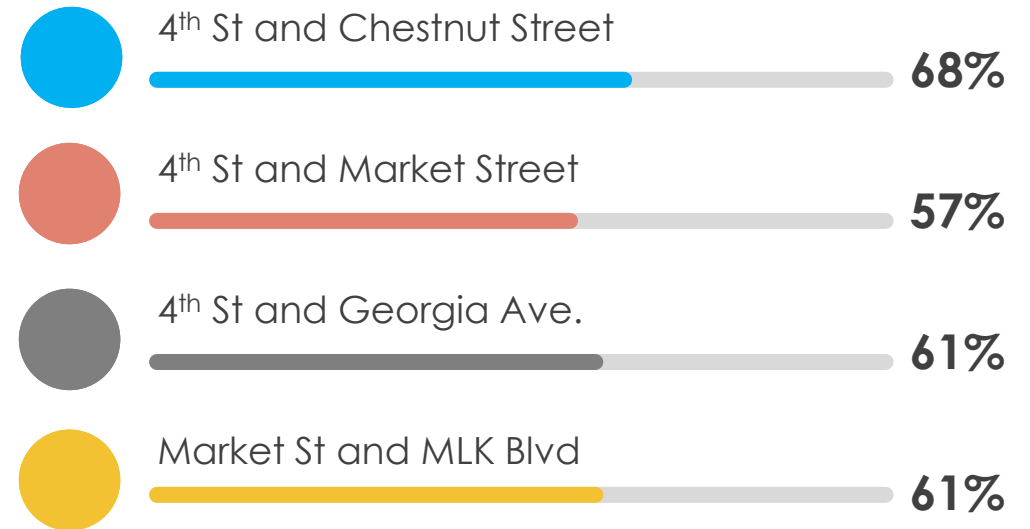 4th St and Chestnut Street
68%
4th St and Market Street
57%
4th St and Georgia Ave.
61%
Market St and MLK Blvd
61%